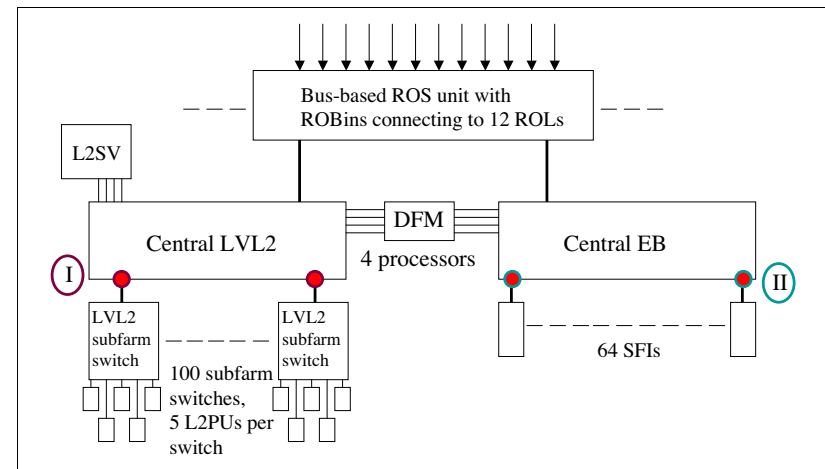 Bus-based ROS unit with
ROBins connecting to 12 ROLs
L2SV
Central LVL2
DFM
Central EB
4 processors
I
II
LVL2
subfarm
switch
LVL2
subfarm
switch
100 subfarm
switches,
5 L2PUs per
switch
64 SFIs